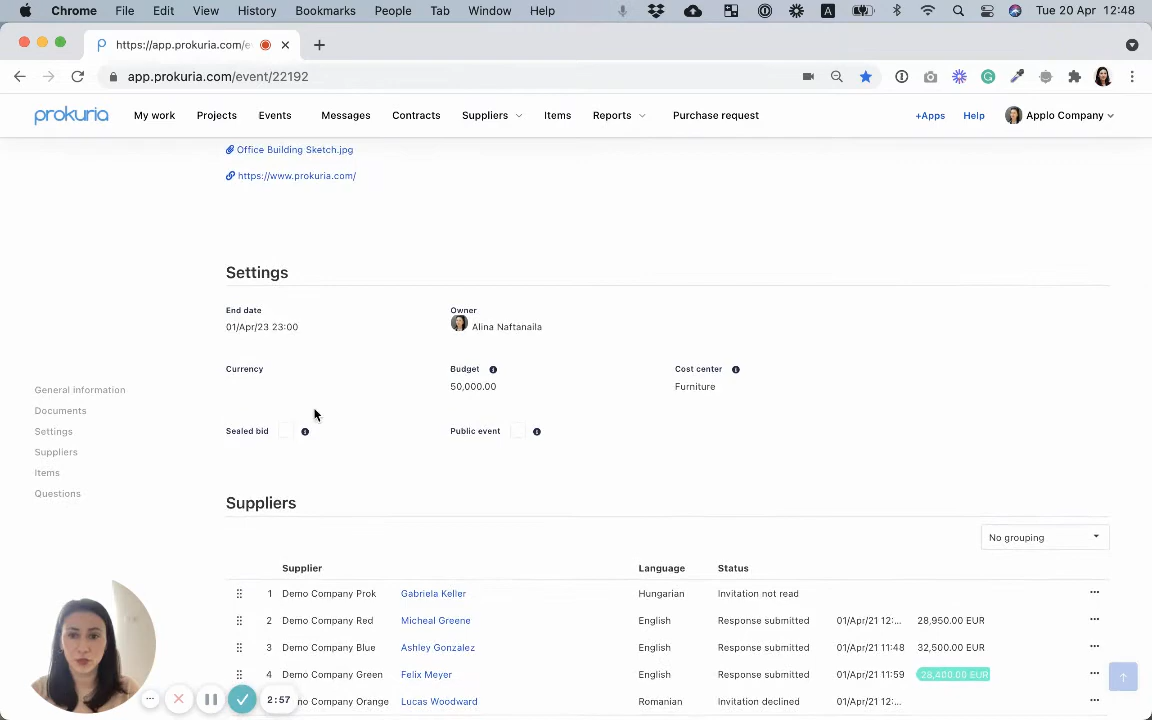 Chrome File Edit View History Bookmarks People Tab Window Help Tue 20 Apr 12:48
https://app.prokuria.com/e
app.prokuria.com/event/22192
prokuria My work Projects Events Messages Contracts Suppliers Items Reports Purchase request +Apps Help Applo Company
Office Building Sketch.jpg
https://www.prokuria.com/
Settings
End date Owner
01/Apr/23 23:00 Alina Naftanaila
Currency Budget Cost center
50,000.00 Furniture
General information
Documents
Settings
Suppliers
Items
Questions
Sealed bid Public event
Suppliers
No grouping
Supplier Language Status
1 Demo Company Prok Gabriela Keller Hungarian Invitation not read
2 Demo Company Red Micheal Greene English Response submitted 01/Apr/21 12:... 28,950.00 EUR
3 Demo Company Blue Ashley Gonzalez English Response submitted 01/Apr/21 11:48 32,500.00 EUR
4 Demo Company Green Felix Meyer English Response submitted 01/Apr/21 11:59 28,400.00 EUR
Demo Company Orange Lucas Woodward Romanian Invitation declined 01/Apr/21 12:...
2:57